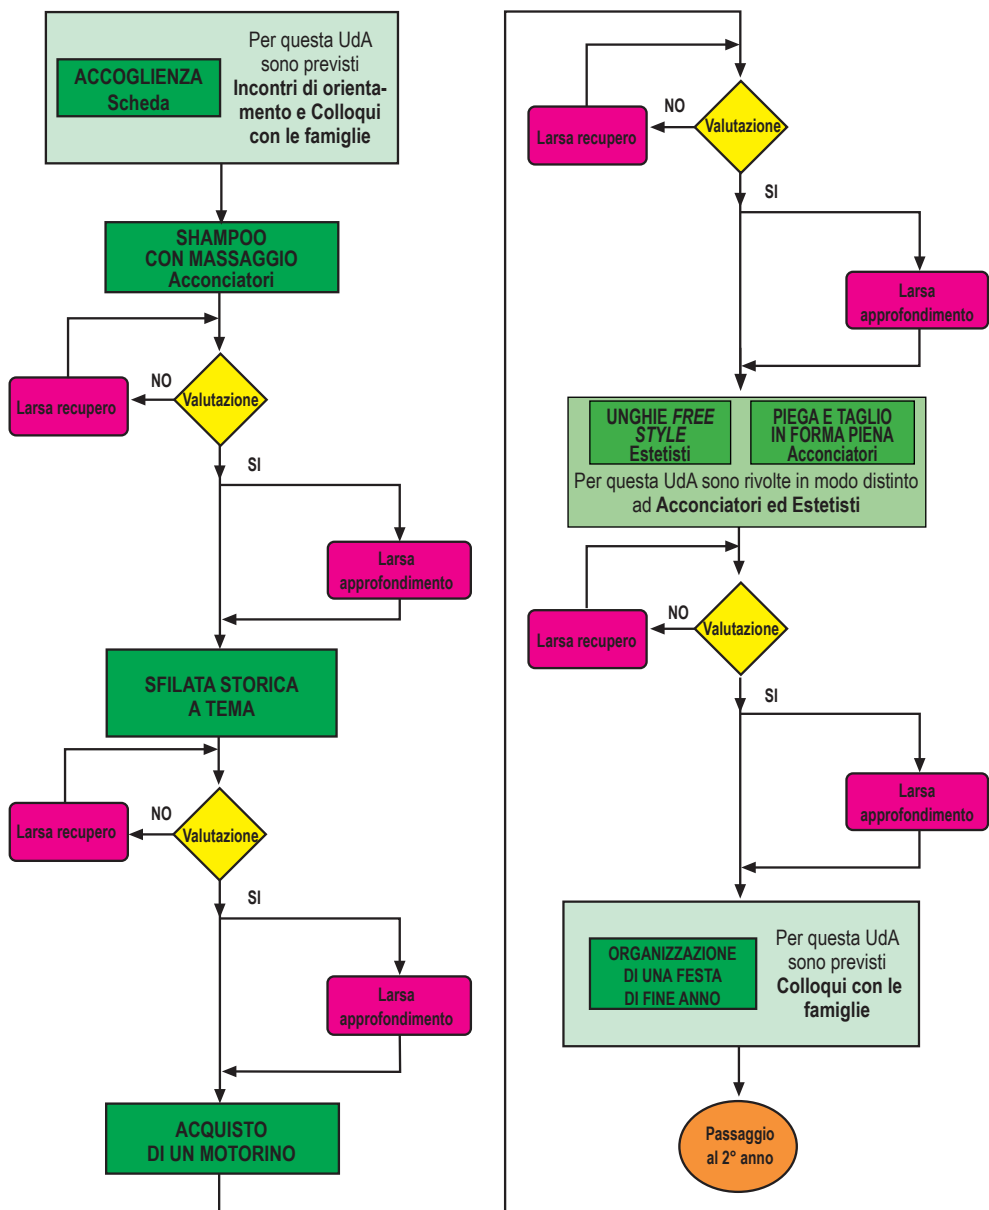 ACCOGLIENZA
Scheda
Per questa UdA
sono previsti
Incontri di orienta-
mento e Colloqui
con le famiglie
SHAMPOO
CON MASSAGGIO
Acconciatori
Larsa recupero
NO
Valutazione
SI
Larsa
approfondimento
SFILATA STORICA
A TEMA
Larsa recupero
NO
Valutazione
SI
Larsa
approfondimento
ACQUISTO
DI UN MOTORINO
Larsa recupero
NO
Valutazione
SI
Larsa
approfondimento
UNGHIE FREE
STYLE
Estetisti
PIEGA E TAGLIO
IN FORMA PIENA
Acconciatori
Per questa UdA sono rivolte in modo distinto
ad Acconciatori ed Estetisti
Larsa recupero
NO
Valutazione
SI
Larsa
approfondimento
ORGANIZZAZIONE
DI UNA FESTA
DI FINE ANNO
Per questa UdA
sono previsti
Colloqui con le
famiglie
Passaggio
al 2° anno